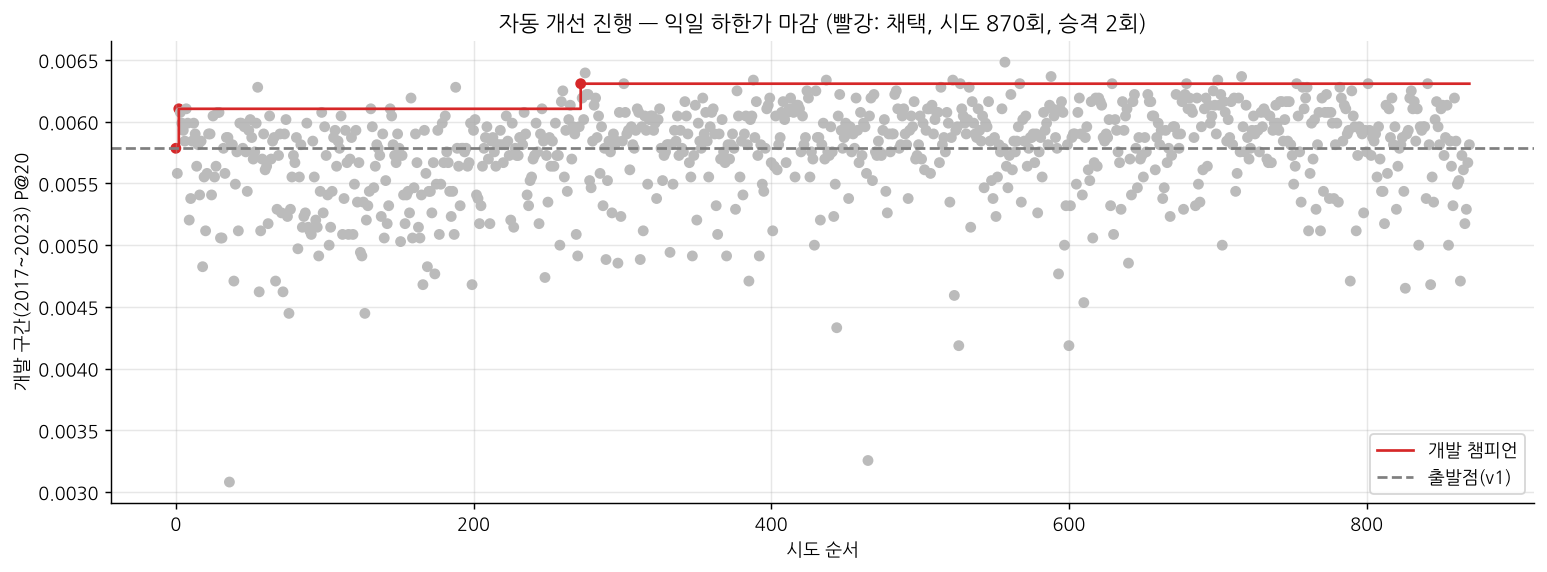 자동 개선 진행 — 익일 하한가 마감 (빨강: 채택, 시도 870회, 승격 2회)
개발 구간(2017~2023) P@20
0.0065
0.0060
0.0055
0.0050
0.0045
0.0040
0.0035
0.0030
개발 챔피언
출발점(v1)
0
200
400
600
800
시도 순서